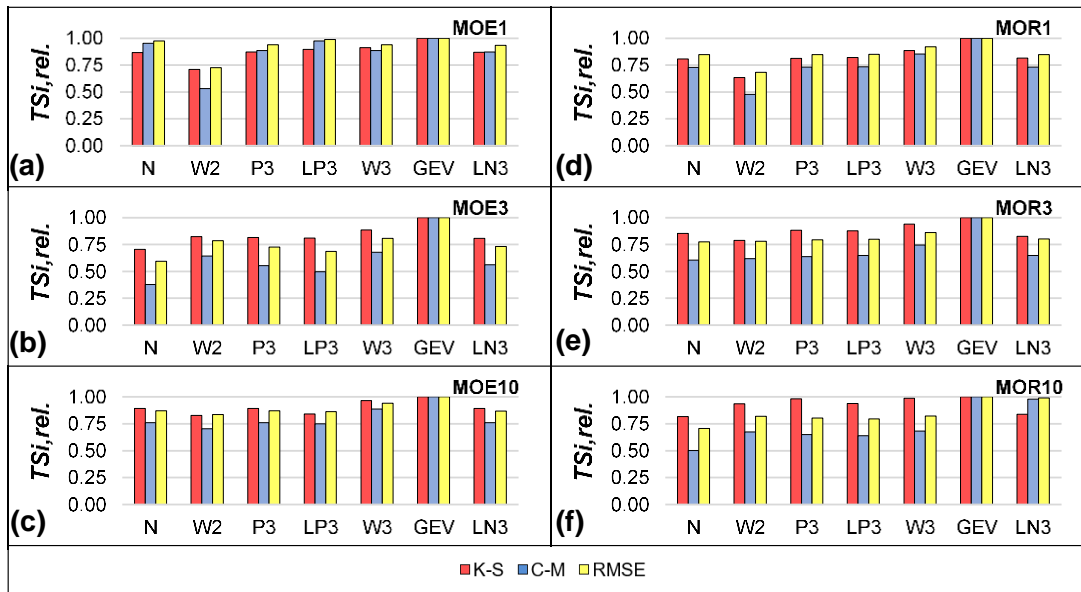 MOE1
TSi,rel.
1.00
0.75
0.50
0.25
0.00
(a)
N W2 P3 LP3 W3 GEV LN3
MOR1
TSi,rel.
1.00
0.75
0.50
0.25
0.00
(d)
N W2 P3 LP3 W3 GEV LN3
MOE3
TSi,rel.
1.00
0.75
0.50
0.25
0.00
(b)
N W2 P3 LP3 W3 GEV LN3
MOR3
TSi,rel.
1.00
0.75
0.50
0.25
0.00
(e)
N W2 P3 LP3 W3 GEV LN3
MOE10
TSi,rel.
1.00
0.75
0.50
0.25
0.00
(c)
N W2 P3 LP3 W3 GEV LN3
MOR10
TSi,rel.
1.00
0.75
0.50
0.25
0.00
(f)
N W2 P3 LP3 W3 GEV LN3
K-S C-M RMSE